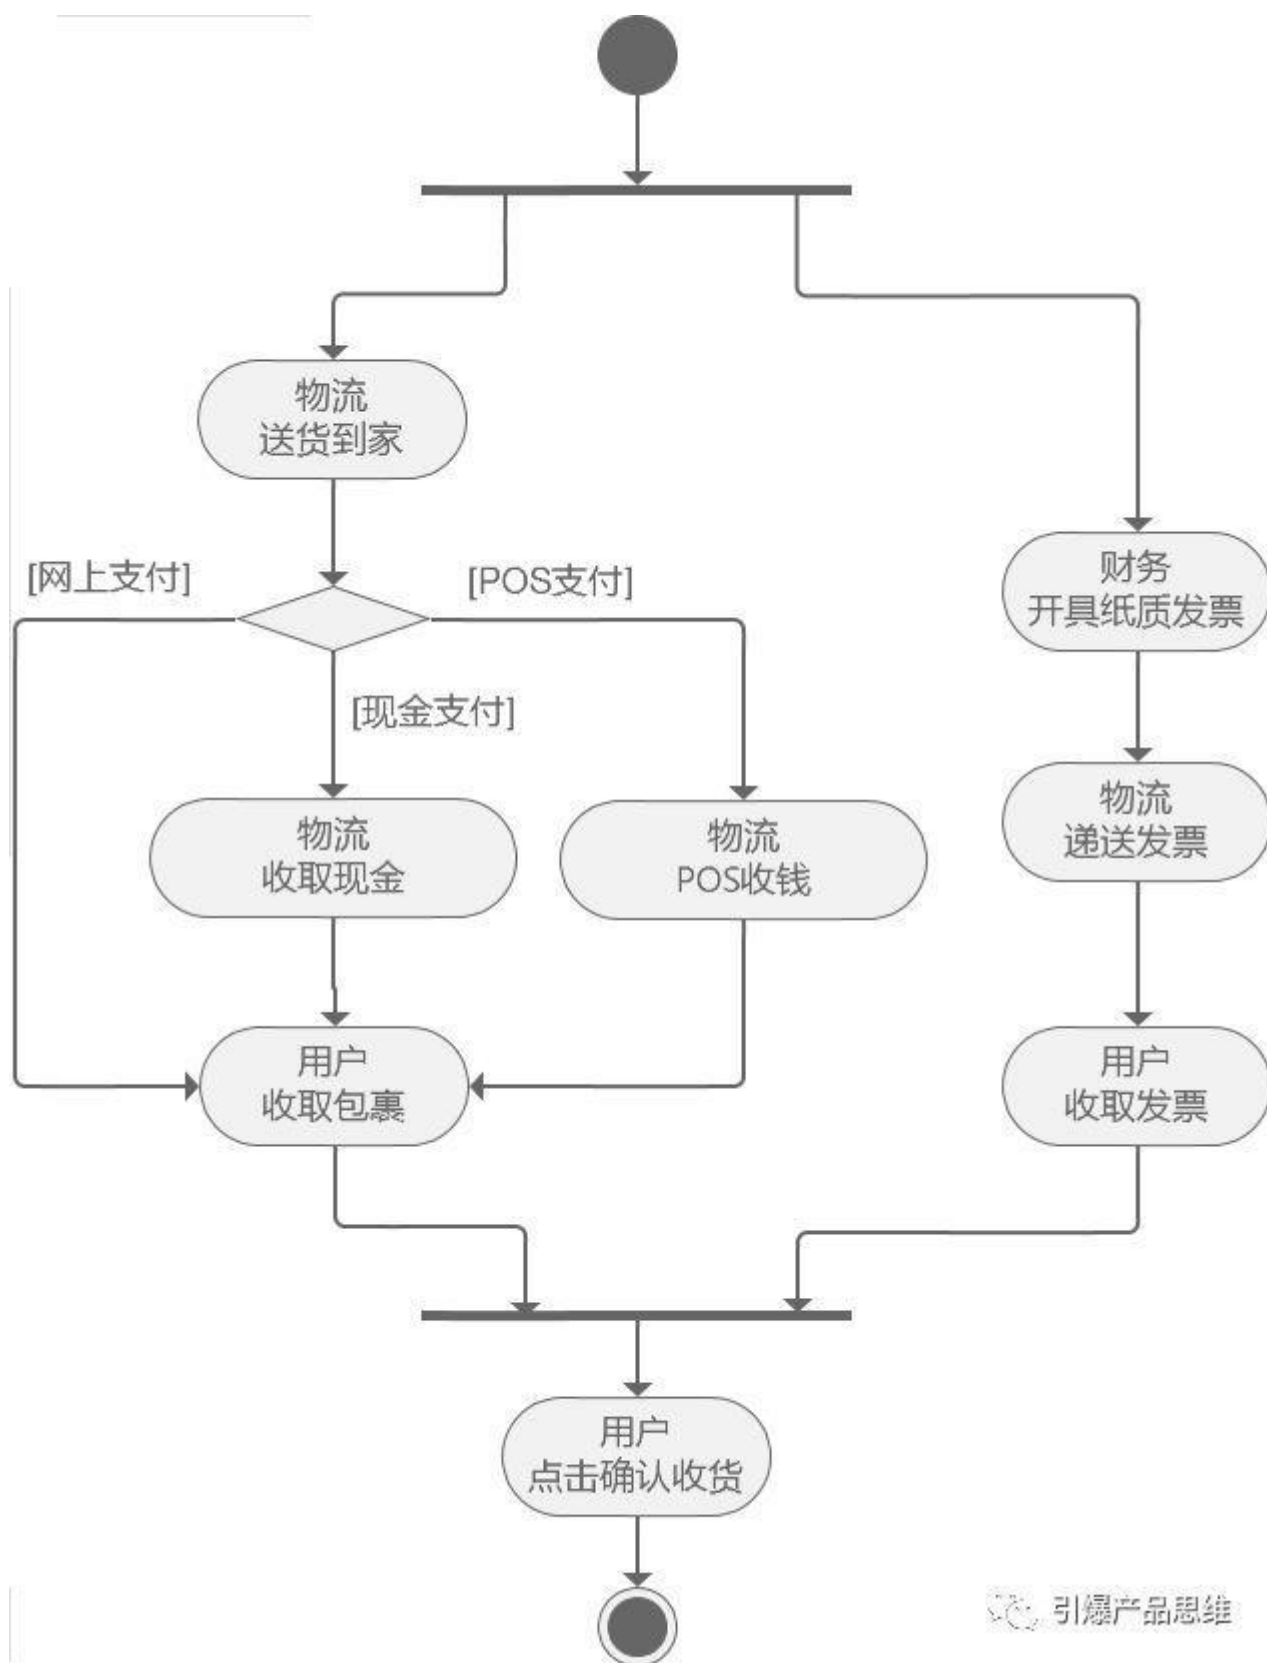 物流
送货到家
[网上支付]
[POS支付]
财务
开具纸质发票
[现金支付]
物流
收取现金
物流
POS收钱
物流
递送发票
用户
收取包裹
用户
收取发票
用户
点击确认收货
引爆产品思维